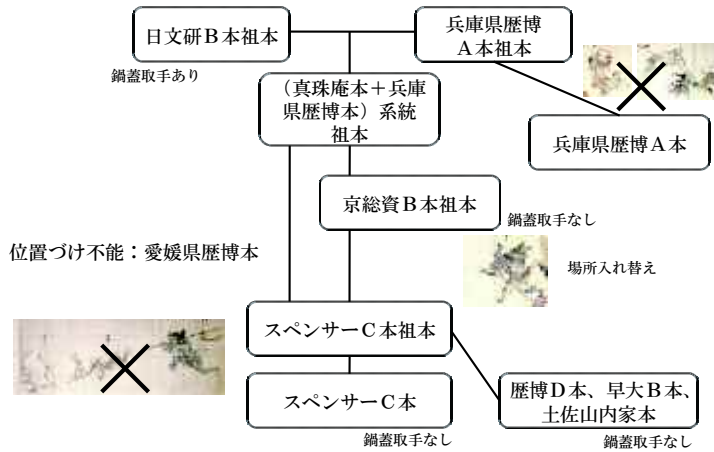 日文研Ｂ本祖本
兵庫県歴博
Ａ本祖本
鍋蓋取手あり
（真珠庵本＋兵庫
県歴博本）系統
祖本
兵庫県歴博Ａ本
京総資Ｂ本祖本
鍋蓋取手なし
位置づけ不能：愛媛県歴博本
場所入れ替え
スペンサーＣ本祖本
スペンサーＣ本
歴博Ｄ本、早大Ｂ本、
土佐山内家本
鍋蓋取手なし
鍋蓋取手なし